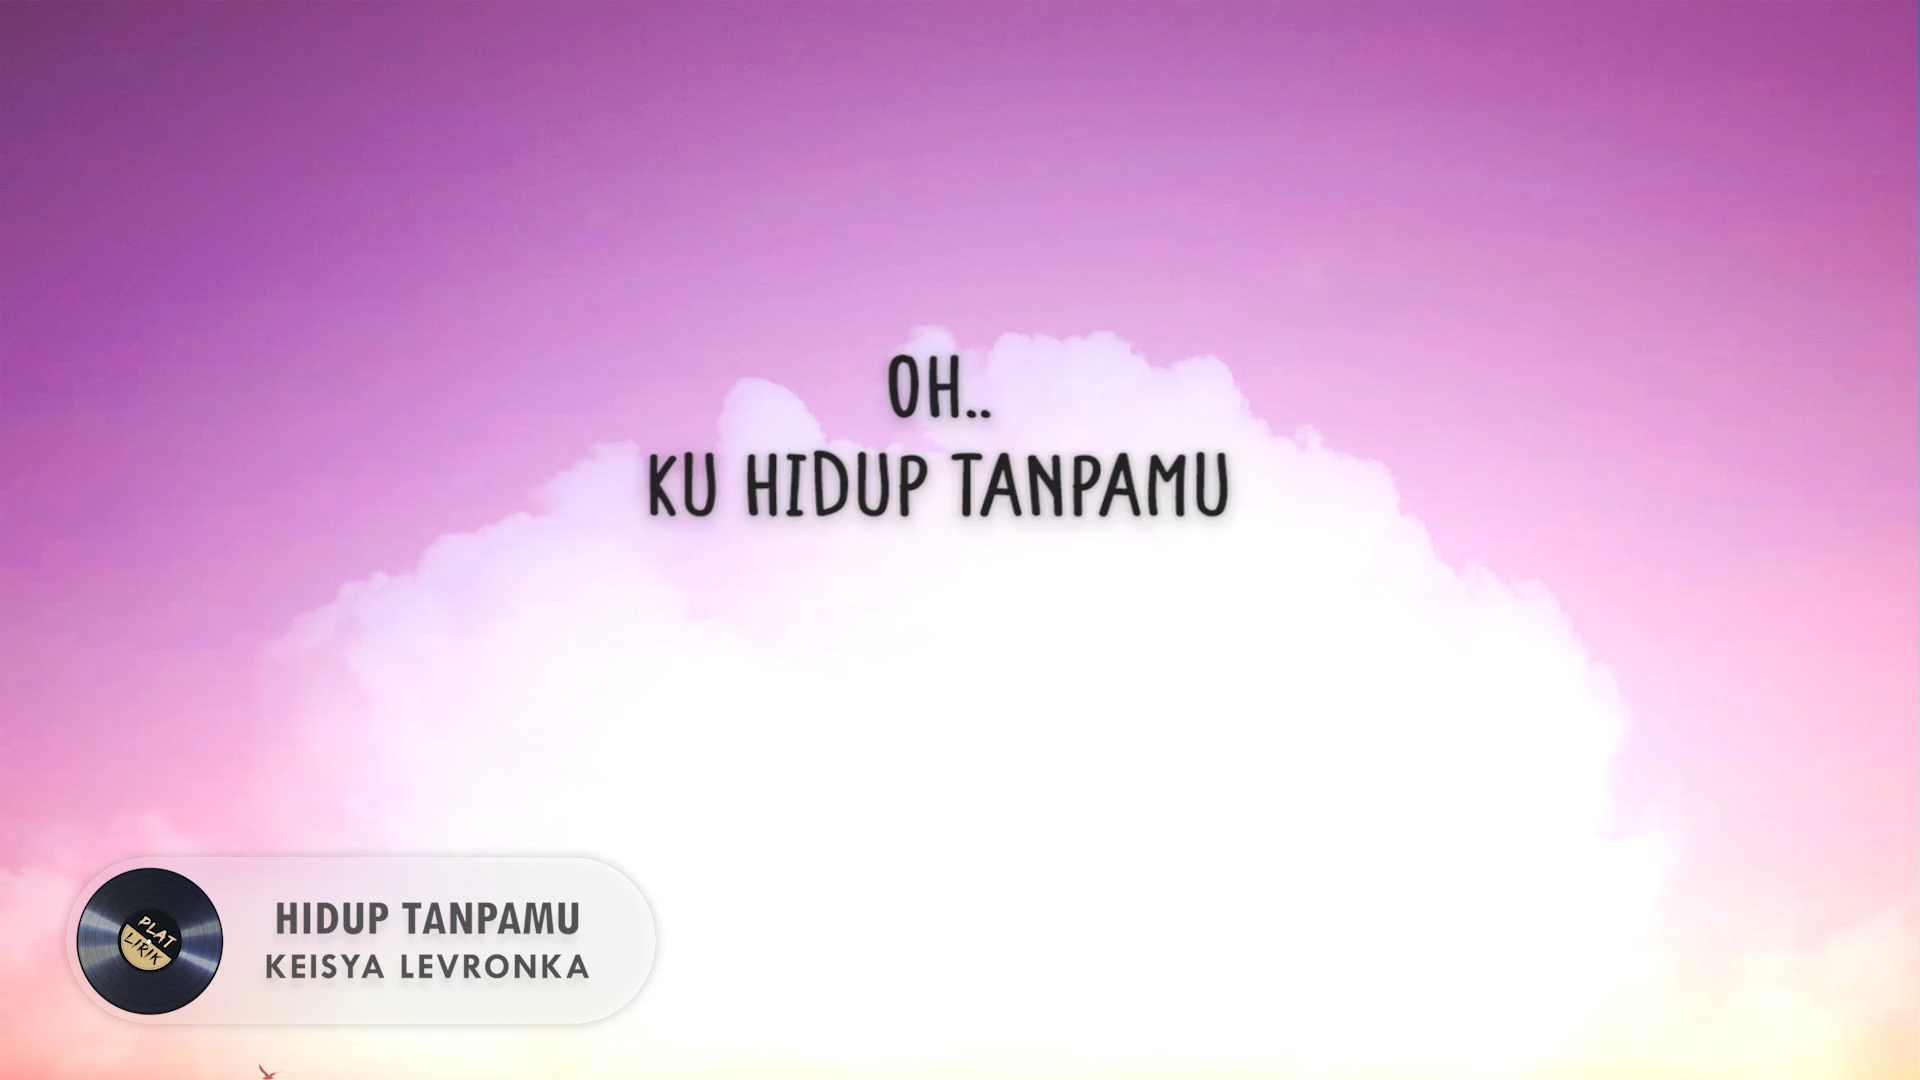 OH..
KU HIDUP TANPAMU
PLAT
LIRIK
HIDUP TANPAMU
KEISYA LEVRONKA